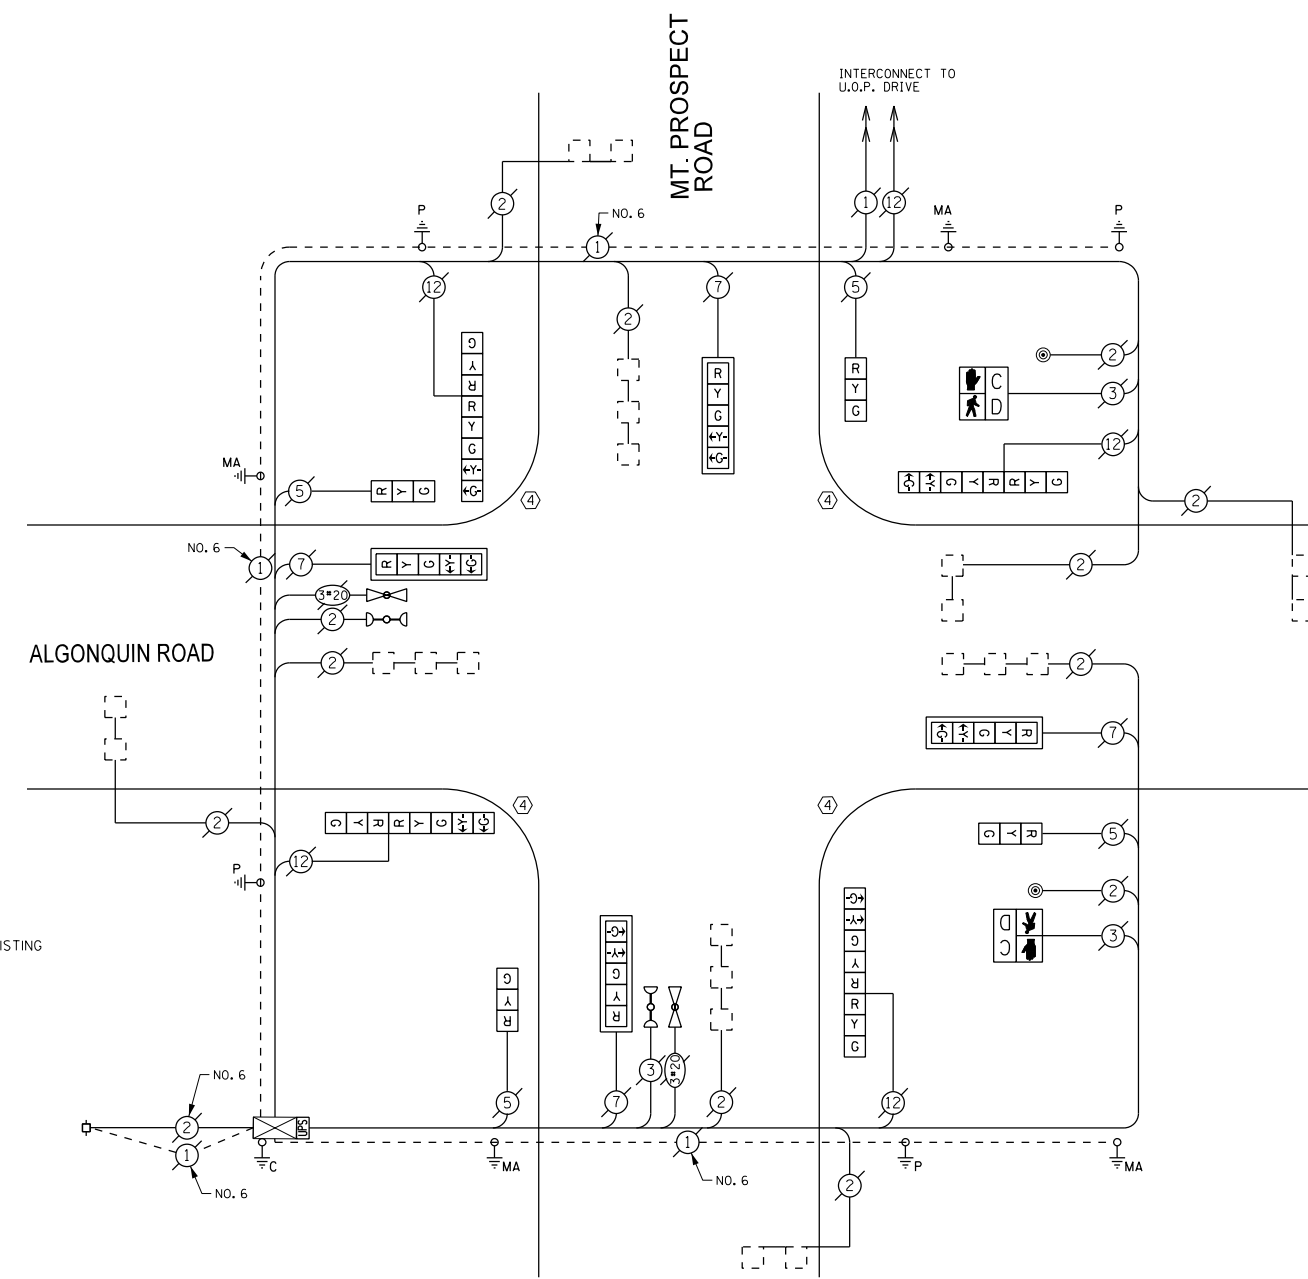 MT. PROSPECT
ROAD
INTERCONNECT TO
U.O.P. DRIVE
P
2
NO. 6
1
1
12
MA
P
12
7
5
2
G
Y
R
R
Y
G
Y
G
R
Y
G
Y
G
R
Y
G
2
C
D
3
12
G Y G Y R R Y G
MA
5
R Y G
4
4
2
NO. 6
1
7
R Y G Y G
2
3#20
2
ALGONQUIN ROAD
2
2
G Y G Y R
7
4
4
2
G Y R R Y G Y G
G Y R
5
12
P
2
D
C
3
ISTING
G
Y
R
G
Y
G
Y
R
G
Y
G
Y
R
R
Y
G
3
3#20
NO. 6
5
7
2
12
2
UPS
1
1
C
MA
P
MA
NO. 6
NO. 6
2